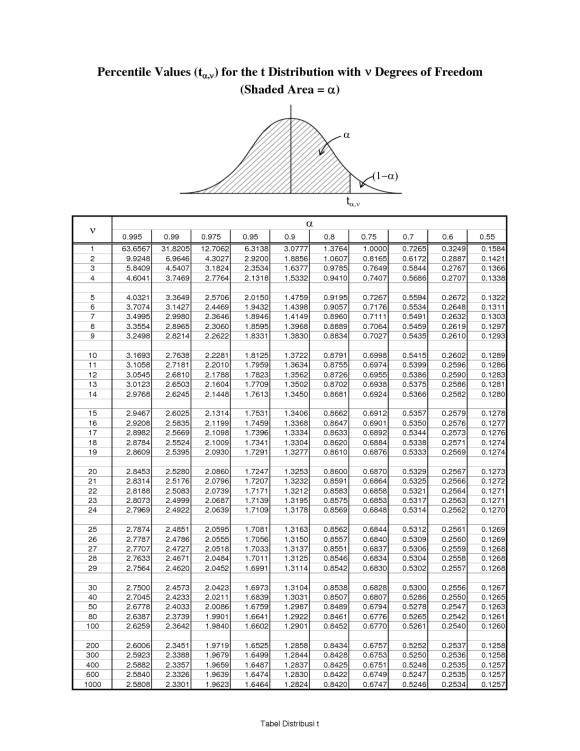 Percentile Values (tα,ν) for the t Distribution with ν Degrees of Freedom
(Shaded Area = α)
α
(1−α)
tα,ν
ν α
0.995 0.99 0.975 0.95 0.9 0.8 0.75 0.7 0.6 0.55
1 63.6567 31.8205 12.7062 6.3138 3.0777 1.3764 1.0000 0.7265 0.3249 0.1584
2 9.9248 6.9646 4.3027 2.9200 1.8856 1.0607 0.8165 0.6172 0.2887 0.1421
3 5.8409 4.5407 3.1824 2.3534 1.6377 0.9785 0.7649 0.5844 0.2767 0.1366
4 4.6041 3.7469 2.7764 2.1318 1.5332 0.9410 0.7407 0.5686 0.2707 0.1338
5 4.0321 3.3649 2.5706 2.0150 1.4759 0.9195 0.7267 0.5594 0.2672 0.1322
6 3.7074 3.1427 2.4469 1.9432 1.4398 0.9057 0.7176 0.5534 0.2648 0.1311
7 3.4995 2.9980 2.3646 1.8946 1.4149 0.8960 0.7111 0.5491 0.2632 0.1303
8 3.3554 2.8965 2.3060 1.8595 1.3968 0.8889 0.7064 0.5459 0.2619 0.1297
9 3.2498 2.8214 2.2622 1.8331 1.3830 0.8834 0.7027 0.5435 0.2610 0.1293
10 3.1693 2.7638 2.2281 1.8125 1.3722 0.8791 0.6998 0.5415 0.2602 0.1289
11 3.1058 2.7181 2.2010 1.7959 1.3634 0.8755 0.6974 0.5399 0.2596 0.1286
12 3.0545 2.6810 2.1788 1.7823 1.3562 0.8726 0.6955 0.5386 0.2590 0.1283
13 3.0123 2.6503 2.1604 1.7709 1.3502 0.8702 0.6938 0.5375 0.2586 0.1281
14 2.9768 2.6245 2.1448 1.7613 1.3450 0.8681 0.6924 0.5366 0.2582 0.1280
15 2.9467 2.6025 2.1314 1.7531 1.3406 0.8662 0.6912 0.5357 0.2579 0.1278
16 2.9208 2.5835 2.1199 1.7459 1.3368 0.8647 0.6901 0.5350 0.2576 0.1277
17 2.8982 2.5669 2.1098 1.7396 1.3334 0.8633 0.6892 0.5344 0.2573 0.1276
18 2.8784 2.5524 2.1009 1.7341 1.3304 0.8620 0.6884 0.5338 0.2571 0.1274
19 2.8609 2.5395 2.0930 1.7291 1.3277 0.8610 0.6876 0.5333 0.2569 0.1274
20 2.8453 2.5280 2.0860 1.7247 1.3253 0.8600 0.6870 0.5329 0.2567 0.1273
21 2.8314 2.5176 2.0796 1.7207 1.3232 0.8591 0.6864 0.5325 0.2566 0.1272
22 2.8188 2.5083 2.0739 1.7171 1.3212 0.8583 0.6858 0.5321 0.2564 0.1271
23 2.8073 2.4999 2.0687 1.7139 1.3195 0.8575 0.6853 0.5317 0.2563 0.1271
24 2.7969 2.4922 2.0639 1.7109 1.3178 0.8569 0.6848 0.5314 0.2562 0.1270
25 2.7874 2.4851 2.0595 1.7081 1.3163 0.8562 0.6844 0.5312 0.2561 0.1269
26 2.7787 2.4786 2.0555 1.7056 1.3150 0.8557 0.6840 0.5309 0.2560 0.1269
27 2.7707 2.4727 2.0518 1.7033 1.3137 0.8551 0.6837 0.5306 0.2559 0.1268
28 2.7633 2.4671 2.0484 1.7011 1.3125 0.8546 0.6834 0.5304 0.2558 0.1268
29 2.7564 2.4620 2.0452 1.6991 1.3114 0.8542 0.6830 0.5302 0.2557 0.1268
30 2.7500 2.4573 2.0423 1.6973 1.3104 0.8538 0.6828 0.5300 0.2556 0.1267
40 2.7045 2.4233 2.0211 1.6839 1.3031 0.8507 0.6807 0.5286 0.2550 0.1265
50 2.6778 2.4033 2.0086 1.6759 1.2987 0.8489 0.6794 0.5278 0.2547 0.1263
80 2.6387 2.3739 1.9901 1.6641 1.2922 0.8461 0.6776 0.5265 0.2542 0.1261
100 2.6259 2.3642 1.9840 1.6602 1.2901 0.8452 0.6770 0.5261 0.2540 0.1260
200 2.6006 2.3451 1.9719 1.6525 1.2858 0.8434 0.6757 0.5252 0.2537 0.1258
300 2.5923 2.3388 1.9679 1.6499 1.2844 0.8428 0.6753 0.5250 0.2536 0.1258
400 2.5882 2.3357 1.9659 1.6487 1.2837 0.8425 0.6751 0.5248 0.2535 0.1257
600 2.5840 2.3326 1.9639 1.6474 1.2830 0.8422 0.6749 0.5247 0.2535 0.1257
1000 2.5808 2.3301 1.9623 1.6464 1.2824 0.8420 0.6747 0.5246 0.2534 0.1257
Tabel Distribusi t